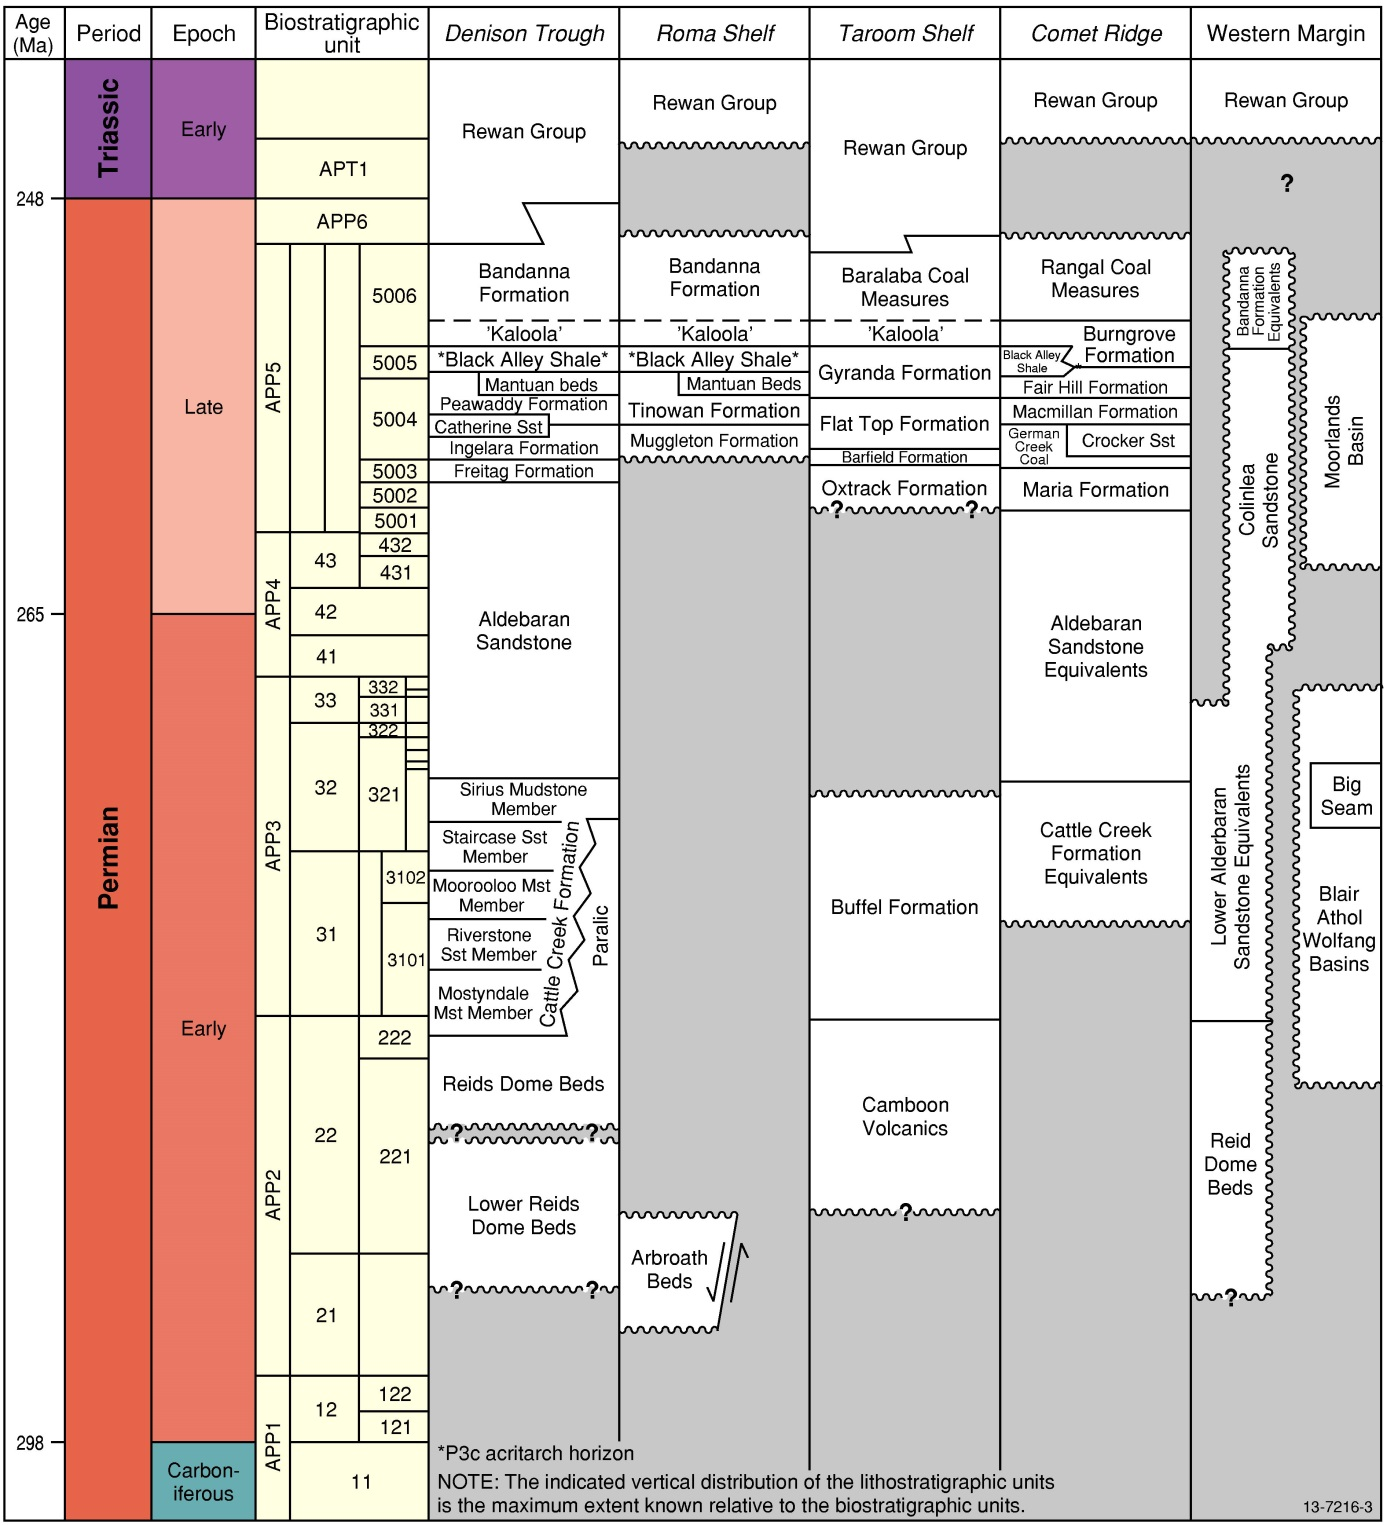 Age
(Ma)
Period
Epoch
Biostratigraphic
unit
Denison Trough
Roma Shelf
Taroom Shelf
Comet Ridge
Western Margin
248
265
298
Triassic
Permian
Early
Late
Early
Carbon-
iferous
APT1
APP6
APP5
5006
5005
5004
5003
5002
5001
APP4
43
432
431
42
41
APP3
33
332
331
322
32
321
31
3102
3101
APP2
222
22
221
21
APP1
12
122
121
11
Rewan Group
Bandanna
Formation
'Kaloola'
*Black Alley Shale*
Mantuan beds
Peawaddy Formation
Catherine Sst
Ingelara Formation
Freitag Formation
Aldebaran
Sandstone
Sirius Mudstone
Member
Staircase Sst
Member
Moorooloo Mst
Member
Riverstone
Sst Member
Mostyndale
Mst Member
Cattle Creek Formation
Paralic
Reids Dome Beds
? ?
Lower Reids
Dome Beds
? ?
Rewan Group
Bandanna
Formation
'Kaloola'
*Black Alley Shale*
Mantuan Beds
Tinowan Formation
Muggleton Formation
Arbroath
Beds
Rewan Group
Baralaba Coal
Measures
'Kaloola'
Gyranda Formation
Flat Top Formation
Barfield Formation
Oxtrack Formation
? ?
Buffel Formation
Camboon
Volcanics
?
Rewan Group
Rangal Coal
Measures
Burngrove
Formation
Black Alley
Shale
*
Fair Hill Formation
Macmillan Formation
German
Creek
Coal
Crocker Sst
Maria Formation
Aldebaran
Sandstone
Equivalents
Cattle Creek
Formation
Equivalents
Rewan Group
?
Bandanna
Formation
Equivalents
Colinlea
Sandstone
Moorlands
Basin
Lower Alderbaran
Sandstone Equivalents
Big
Seam
Blair
Athol
Wolfang
Basins
Reid
Dome
Beds
?
*P3c acritarch horizon
NOTE: The indicated vertical distribution of the lithostratigraphic units
is the maximum extent known relative to the biostratigraphic units.
13-7216-3